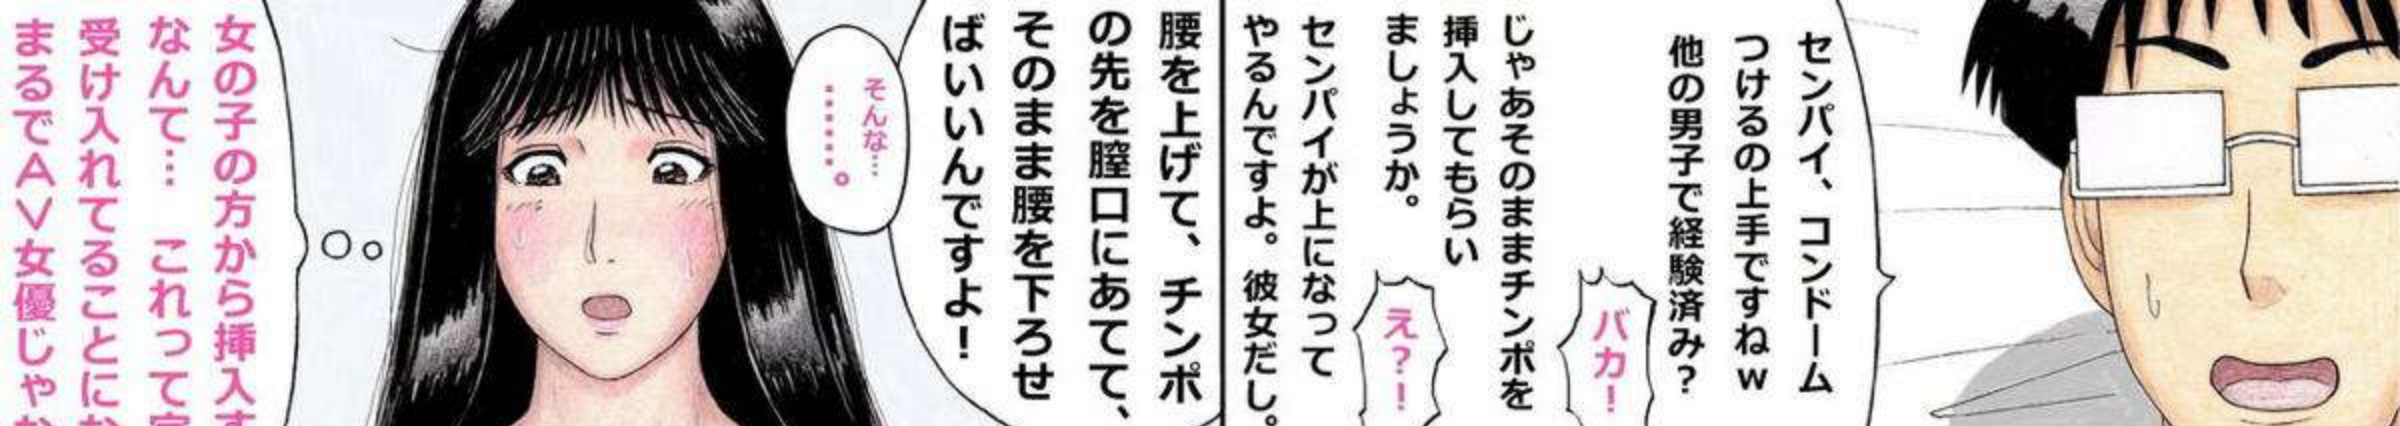 センパイ、コンドーム
つけるの上手ですねw
他の男子で経験済み?
バカ!
じゃあそのままチンポを
挿入してもらい
ましょうか。
え?!
センパイが上になって
やるんですよ。彼女だし。
腰を上げて、チンポ
の先を膣口にあてて、
そのまま腰を下ろせ
ばいいんですよ!
そんな…
……。
女の子の方から挿入す
なんて… これって
受け入れてることにな
まるでAV女優じゃな